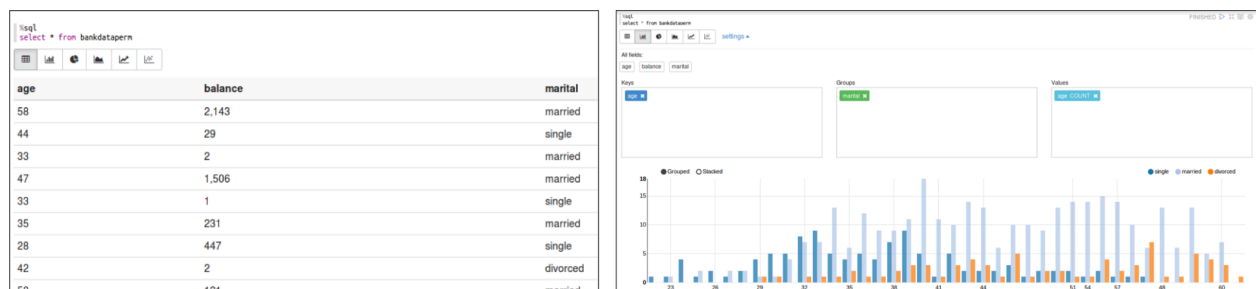 %sql
select * from bankdataperm
age balance marital
58 2,143 married
44 29 single
33 2 married
47 1,506 married
33 1 single
35 231 married
28 447 single
42 2 divorced
%sql
select * from bankdataperm
FINISHED
settings
All fields:
age balance marital
Keys Groups Values
age marital age COUNT
Grouped Stacked single married divorced
18
15
10
5
0
23 26 29 32 35 38 41 44 51 54 57 48 60